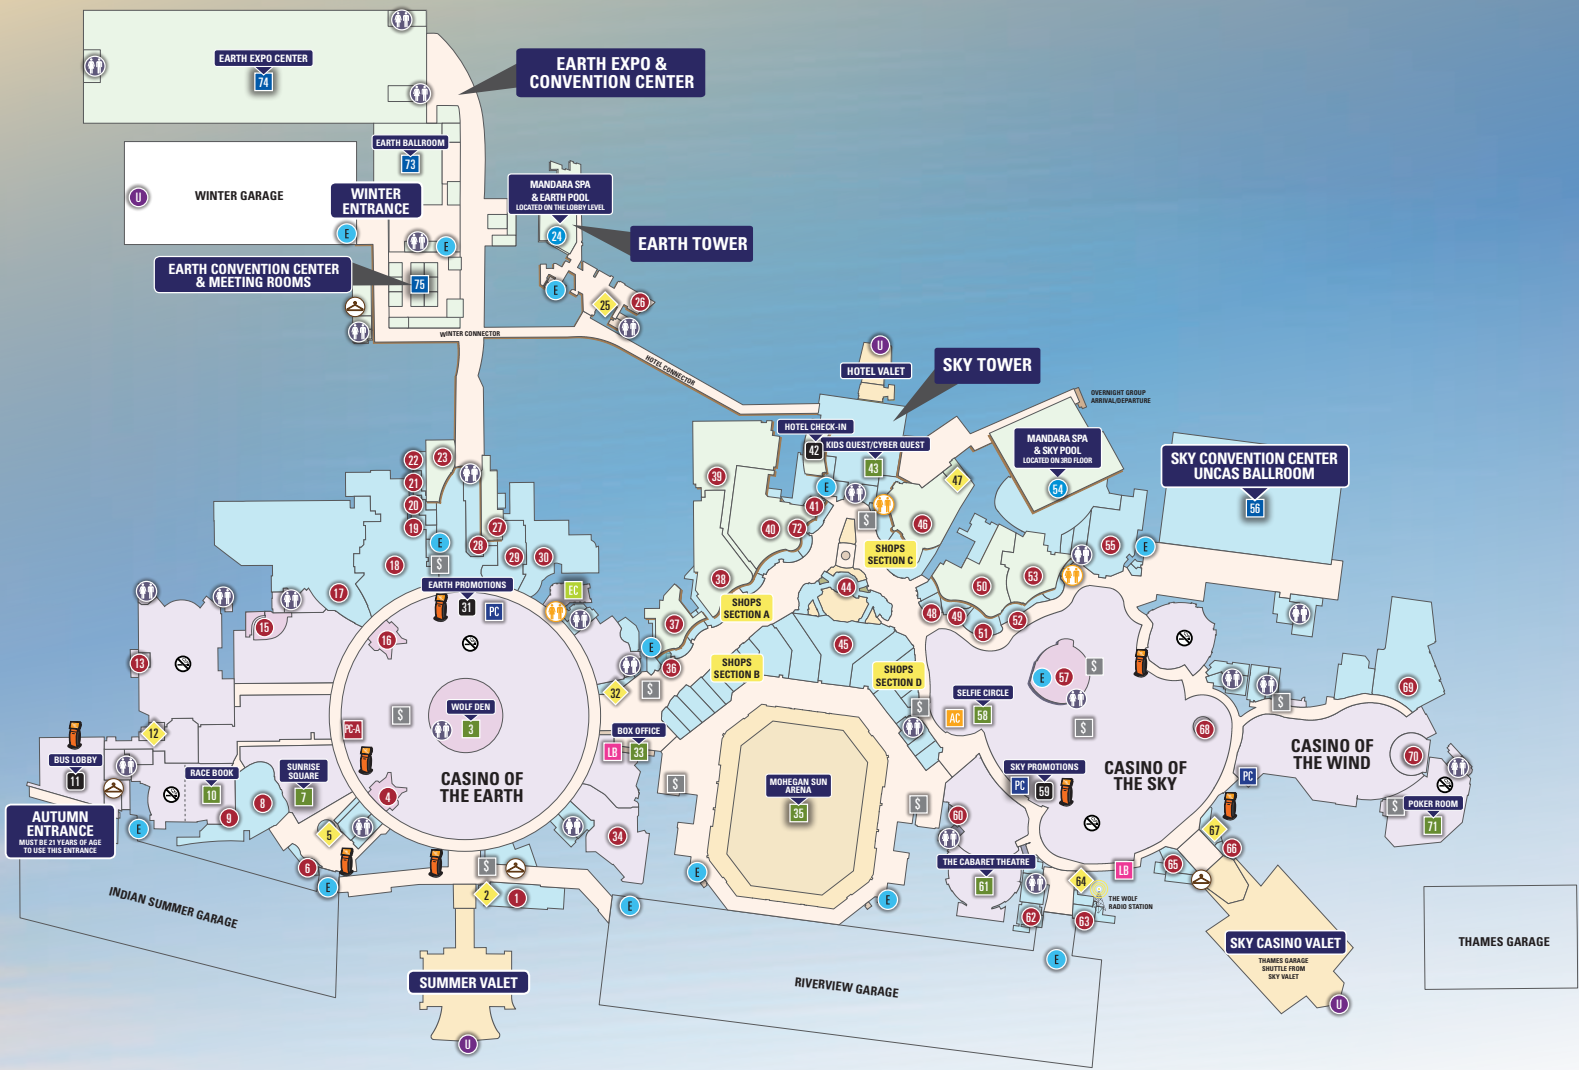 EARTH EXPO CENTER
74
EARTH EXPO &
CONVENTION CENTER
EARTH BALLROOM
73
WINTER GARAGE
U
WINTER
ENTRANCE
E
E
MANDARA SPA
& EARTH POOL
LOCATED ON THE LOBBY LEVEL
24
EARTH TOWER
EARTH CONVENTION CENTER
& MEETING ROOMS
75
E
25
26
WINTER CONNECTOR
HOTEL CONNECTOR
U
HOTEL VALET
SKY TOWER
OVERNIGHT GROUP
ARRIVAL/DEPARTURE
HOTEL CHECK-IN
42
KIDS QUEST/CYBER QUEST
43
MANDARA SPA
& SKY POOL
LOCATED ON 3RD FLOOR
54
SKY CONVENTION CENTER
UNCAS BALLROOM
56
22
23
21
20
19
E
$
18
28
27
29
30
39
40
72
41
E
$
46
47
38
SHOPS
SECTION C
44
50
53
55
E
17
EARTH PROMOTIONS
31
PC
EC
16
15
13
37
SHOPS
SECTION A
E
36
$
32
SHOPS
SECTION B
45
SHOPS
SECTION D
48
49
51
52
E
57
$
SELFIE CIRCLE
58
AC
$
$
68
$
69
12
BUS LOBBY
11
RACE BOOK
10
SUNRISE
SQUARE
7
8
9
PC-A
$
WOLF DEN
3
CASINO OF
THE EARTH
4
5
6
E
BOX OFFICE
33
LB
$
34
MOHEGAN SUN
ARENA
35
$
SKY PROMOTIONS
PC
59
CASINO OF
THE SKY
CASINO OF
THE WIND
70
PC
$
POKER ROOM
71
AUTUMN
ENTRANCE
MUST BE 21 YEARS OF AGE
TO USE THIS ENTRANCE
E
$
2
1
E
E
E
60
THE CABARET THEATRE
61
62
64
63
LB
65
66
67
THE WOLF
RADIO STATION
E
INDIAN SUMMER GARAGE
SUMMER VALET
U
RIVERVIEW GARAGE
SKY CASINO VALET
THAMES GARAGE
SHUTTLE FROM
SKY VALET
U
THAMES GARAGE